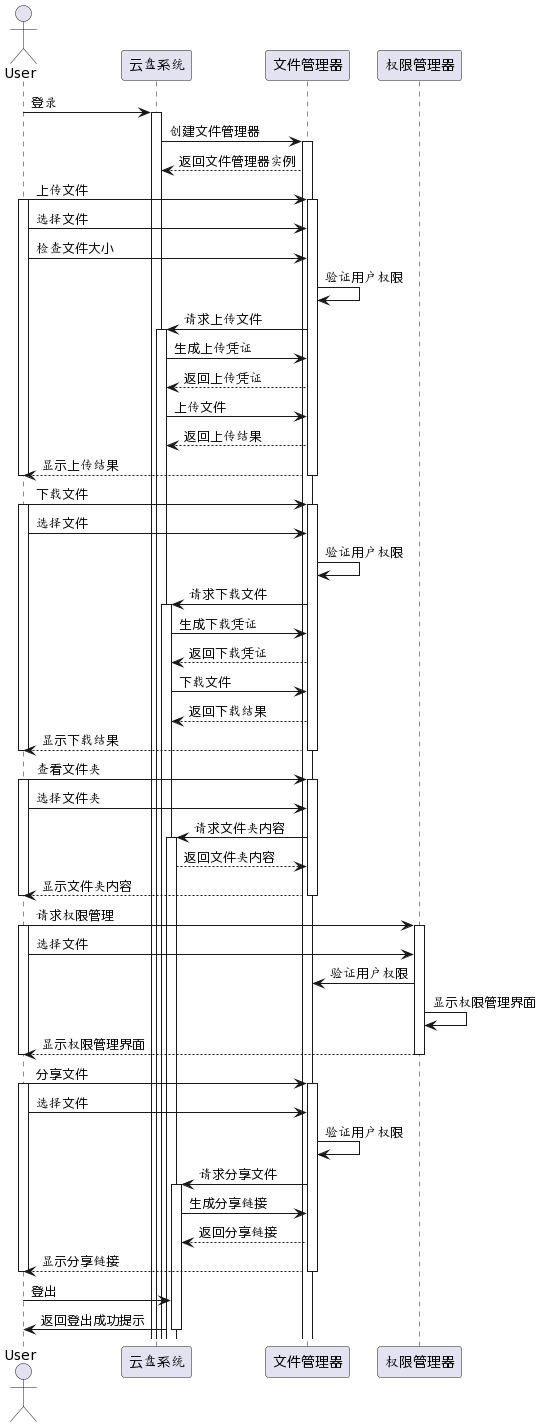 User
云盘系统
文件管理器
权限管理器
登录
创建文件管理器
返回文件管理器实例
上传文件
选择文件
检查文件大小
验证用户权限
请求上传文件
生成上传凭证
返回上传凭证
上传文件
返回上传结果
显示上传结果
下载文件
选择文件
验证用户权限
请求下载文件
生成下载凭证
返回下载凭证
下载文件
返回下载结果
显示下载结果
查看文件夹
选择文件夹
请求文件夹内容
返回文件夹内容
显示文件夹内容
请求权限管理
选择文件
验证用户权限
显示权限管理界面
显示权限管理界面
分享文件
选择文件
验证用户权限
请求分享文件
生成分享链接
返回分享链接
显示分享链接
登出
返回登出成功提示
User
云盘系统
文件管理器
权限管理器